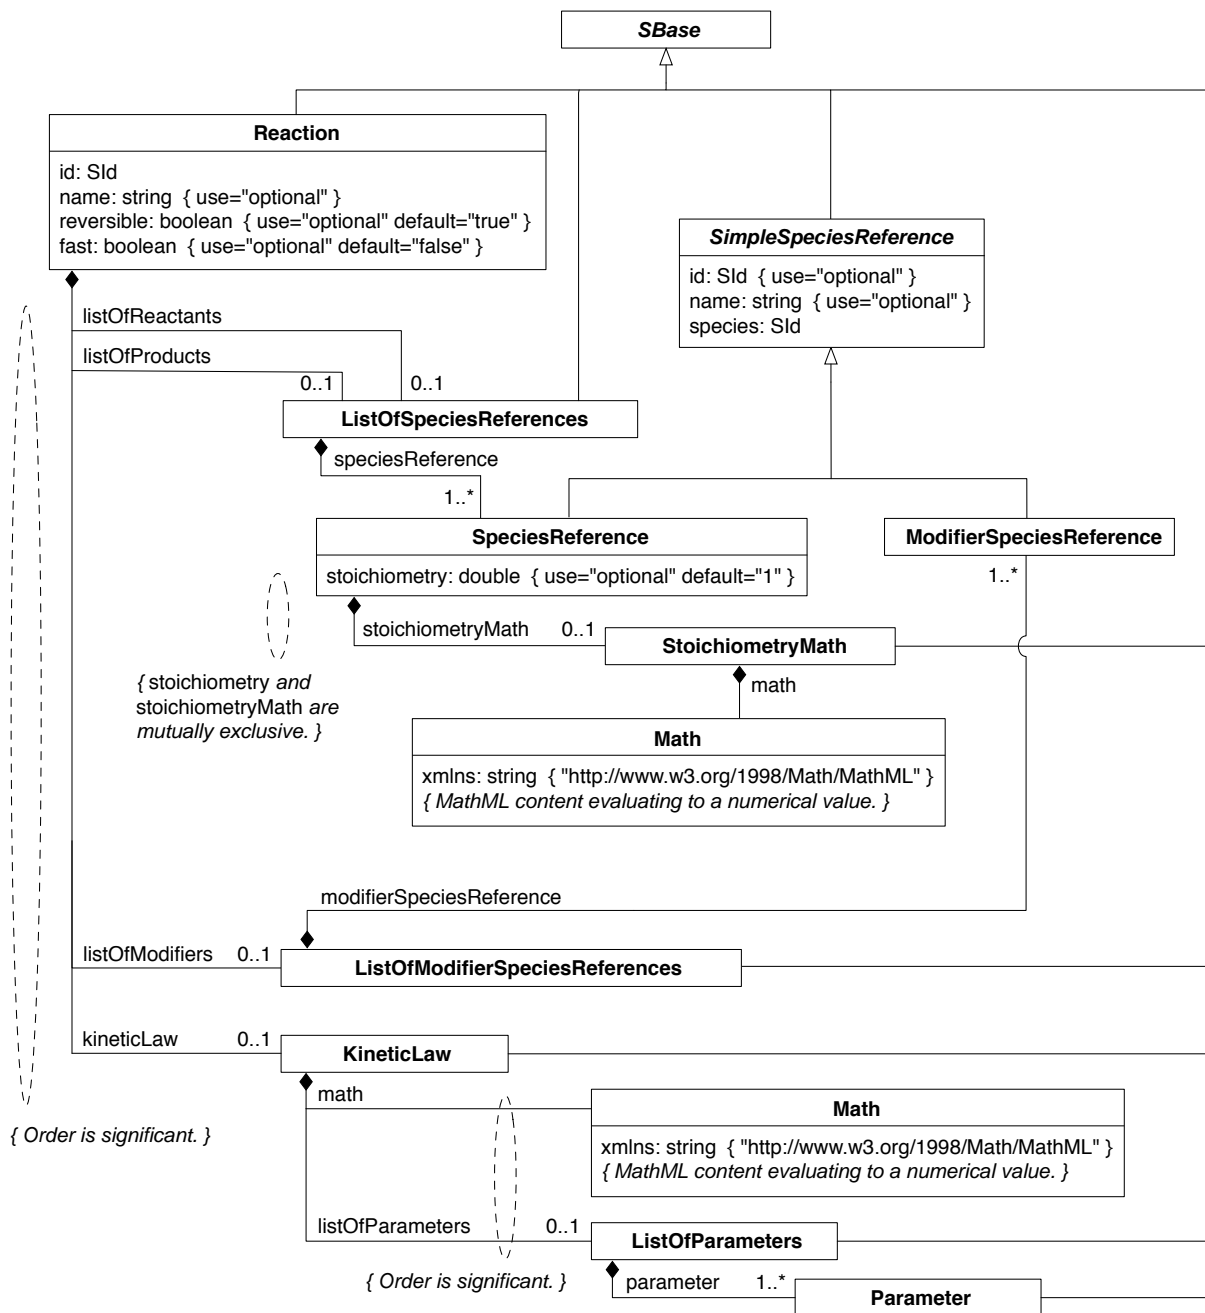 SBase
Reaction
id: SId
name: string { use="optional" }
reversible: boolean { use="optional" default="true" }
fast: boolean { use="optional" default="false" }
SimpleSpeciesReference
id: SId { use="optional" }
name: string { use="optional" }
species: SId
listOfReactants
listOfProducts
0..1
0..1
ListOfSpeciesReferences
speciesReference
1..*
SpeciesReference
stoichiometry: double { use="optional" default="1" }
ModifierSpeciesReference
1..*
stoichiometryMath
0..1
StoichiometryMath
{ stoichiometry and
stoichiometryMath are
mutually exclusive. }
math
Math
xmlns: string { "http://www.w3.org/1998/Math/MathML" }
{ MathML content evaluating to a numerical value. }
modifierSpeciesReference
listOfModifiers
0..1
ListOfModifierSpeciesReferences
kineticLaw
0..1
KineticLaw
math
{ Order is significant. }
Math
xmlns: string { "http://www.w3.org/1998/Math/MathML" }
{ MathML content evaluating to a numerical value. }
listOfParameters
0..1
ListOfParameters
{ Order is significant. }
parameter
1..*
Parameter